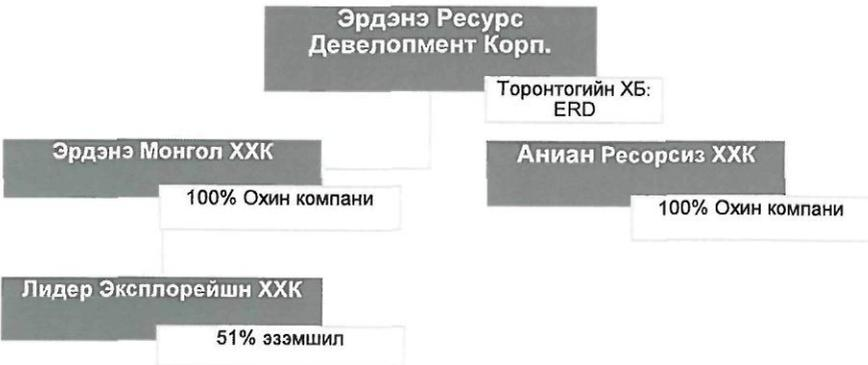 Эрдэнэ Ресурс
Девелопмент Корп.
Торонтогийн ХБ:
ERD
Эрдэнэ Монгол ХХК
100% Охин компани
Аниан Ресорсиз ХХК
100% Охин компани
Лидер Эксплорейшн ХХК
51% эзэмшил